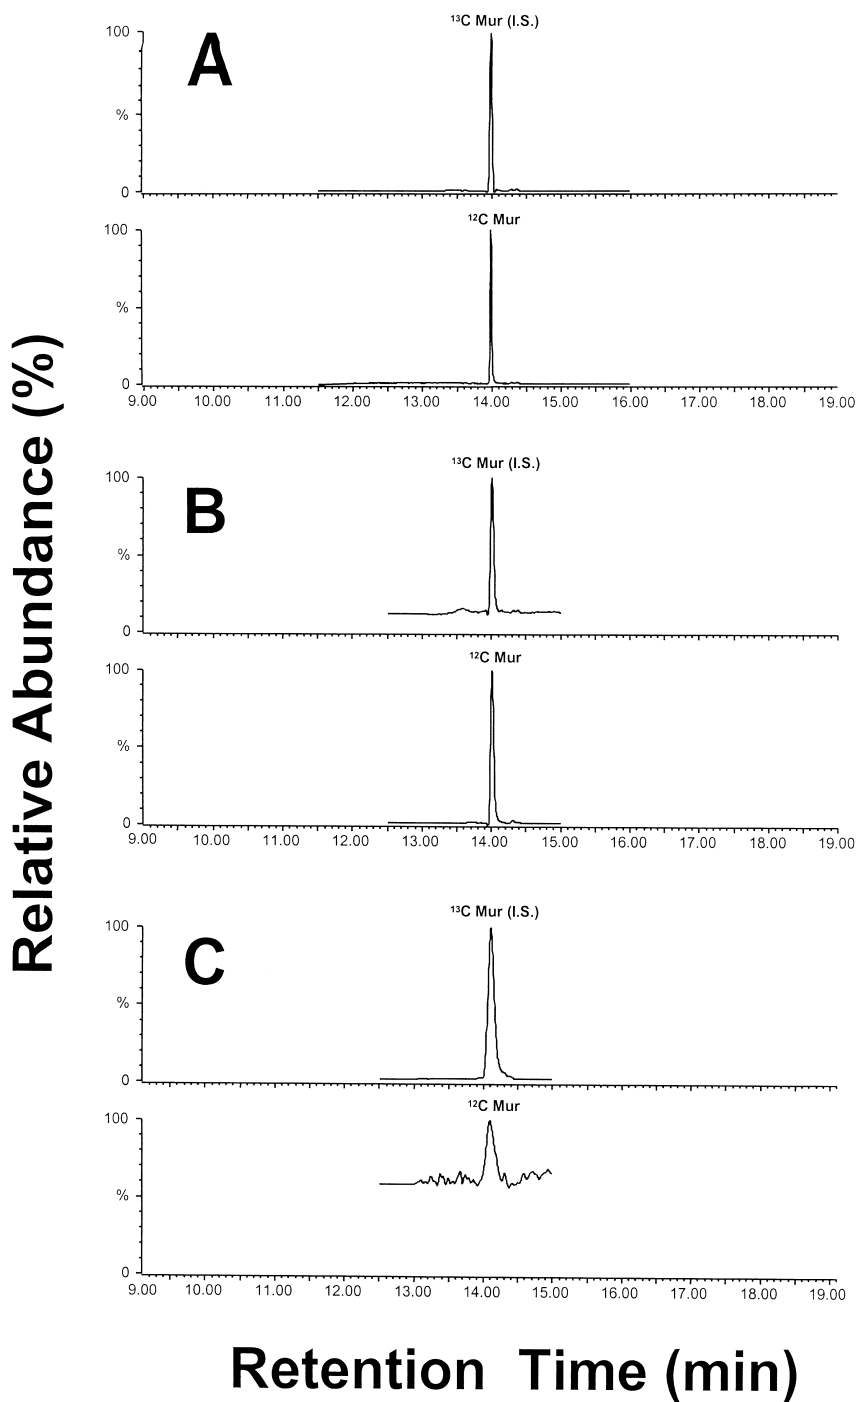 Relative Abundance (%)
A
¹³C Mur (I.S.)
100
%
0
¹²C Mur
100
%
0
9.00 10.00 11.00 12.00 13.00 14.00 15.00 16.00 17.00 18.00 19.00
B
¹³C Mur (I.S.)
100
%
0
¹²C Mur
100
%
0
9.00 10.00 11.00 12.00 13.00 14.00 15.00 16.00 17.00 18.00 19.00
C
¹³C Mur (I.S.)
100
%
0
¹²C Mur
100
%
0
9.00 10.00 11.00 12.00 13.00 14.00 15.00 16.00 17.00 18.00 19.00
Retention Time (min)